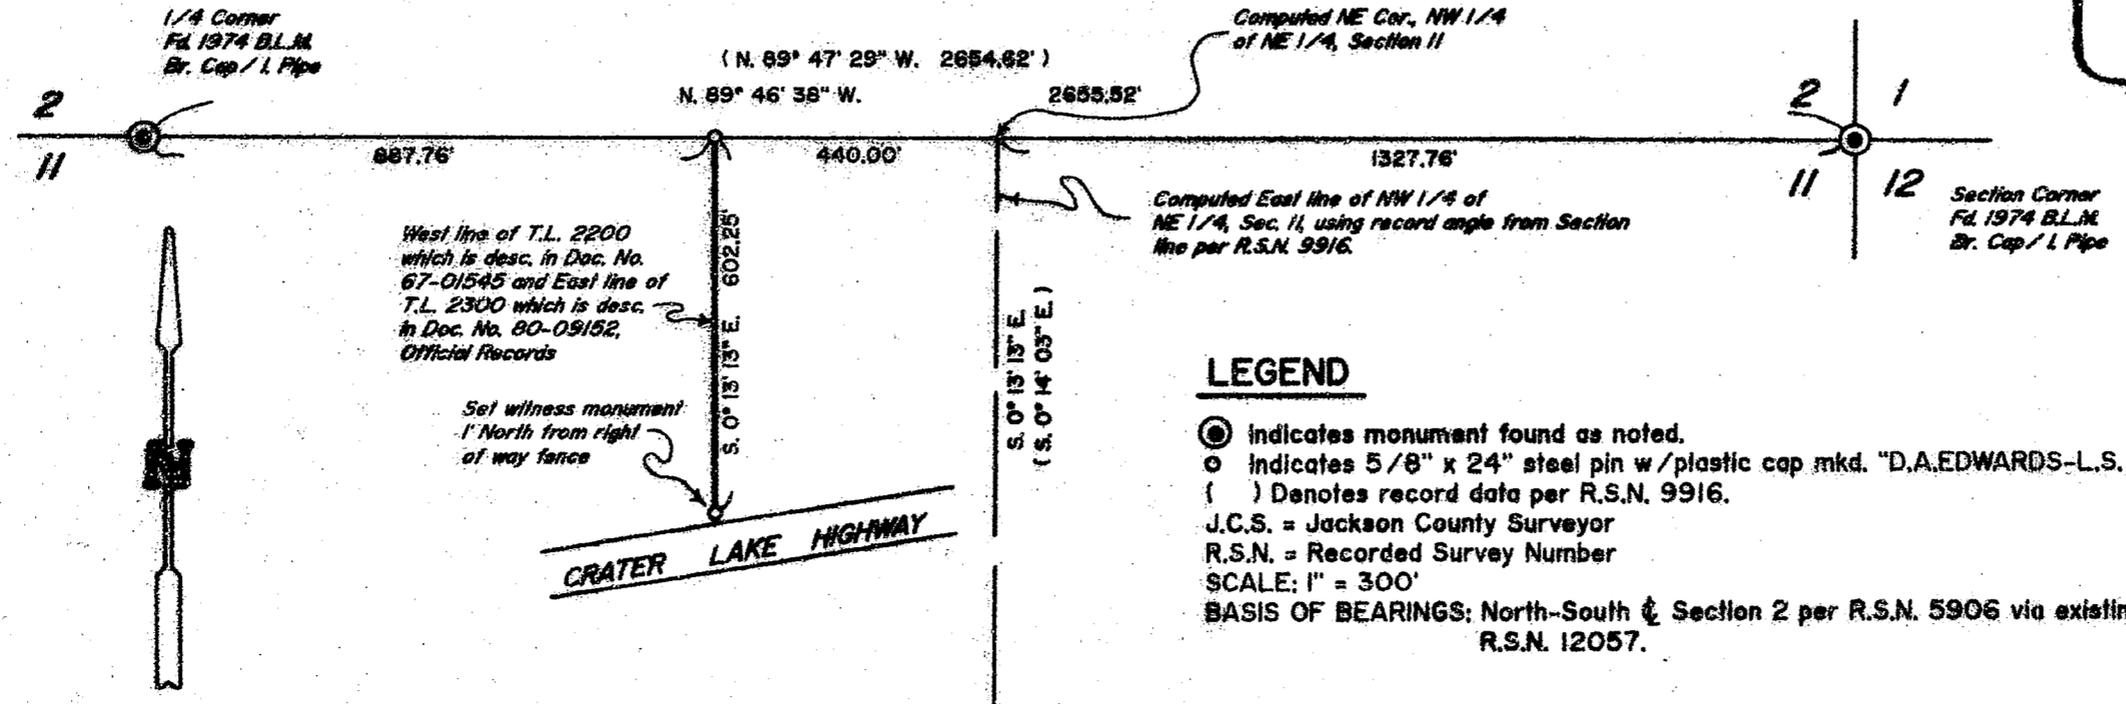 1/4 Corner
Fd. 1974 B.L.M.
Br. Cap / I. Pipe
Computed NE Cor., NW 1/4
of NE 1/4, Section 11
( N. 89° 47' 29" W. 2654.62' )
N. 89° 46' 38" W. 2655.52'
2
11
2
1
11
12
887.76'
440.00'
1327.76'
Section Corner
Fd. 1974 B.L.M.
Br. Cap / I. Pipe
Computed East line of NW 1/4 of
NE 1/4, Sec. 11, using record angle from Section
line per R.S.N. 9916.
West line of T.L. 2200
which is desc. in Doc. No.
67-01545 and East line of
T.L. 2300 which is desc.
in Doc. No. 80-09152,
Official Records
S. 0° 13' 13" E. 602.25'
S. 0° 13' 13" E.
( S. 0° 14' 03" E. )
Set witness monument
1' North from right
of way fence
CRATER LAKE HIGHWAY
N
LEGEND
Indicates monument found as noted.
Indicates 5/8" x 24" steel pin w/plastic cap mkd. "D.A.EDWARDS-L.S.
( ) Denotes record data per R.S.N. 9916.
J.C.S. = Jackson County Surveyor
R.S.N. = Recorded Survey Number
SCALE: 1" = 300'
BASIS OF BEARINGS: North-South ℄ Section 2 per R.S.N. 5906 via existin
R.S.N. 12057.